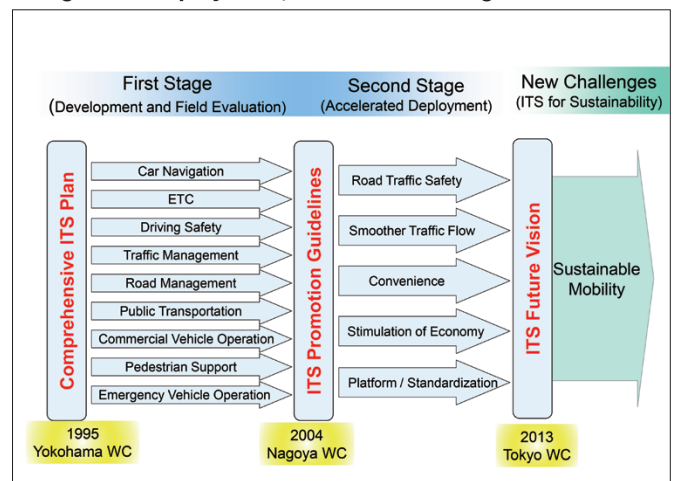 First Stage
(Development and Field Evaluation)
Second Stage
(Accelerated Deployment)
New Challenges
(ITS for Sustainability)
Comprehensive ITS Plan
Car Navigation
ETC
Driving Safety
Traffic Management
Road Management
Public Transportation
Commercial Vehicle Operation
Pedestrian Support
Emergency Vehicle Operation
ITS Promotion Guidelines
Road Traffic Safety
Smoother Traffic Flow
Convenience
Stimulation of Economy
Platform / Standardization
ITS Future Vision
Sustainable
Mobility
1995
Yokohama WC
2004
Nagoya WC
2013
Tokyo WC